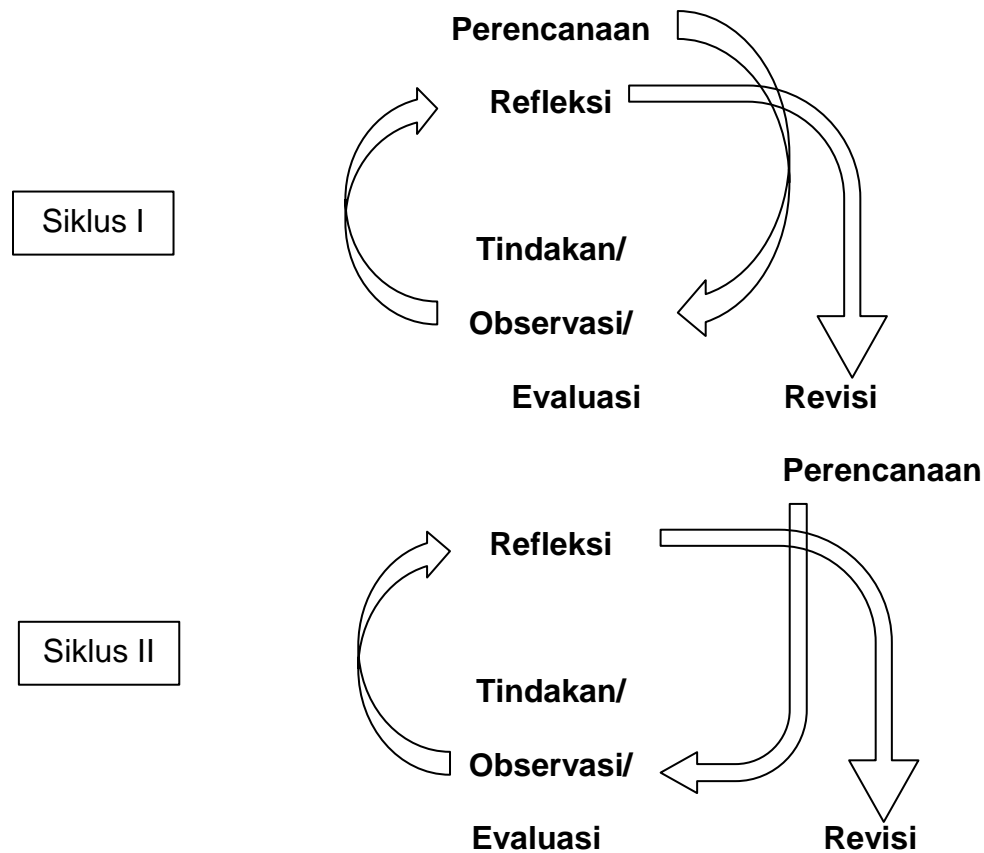 Perencanaan
Refleksi
Siklus I
Tindakan/
Observasi/
Evaluasi Revisi
Perencanaan
Refleksi
Siklus II
Tindakan/
Observasi/
Evaluasi Revisi